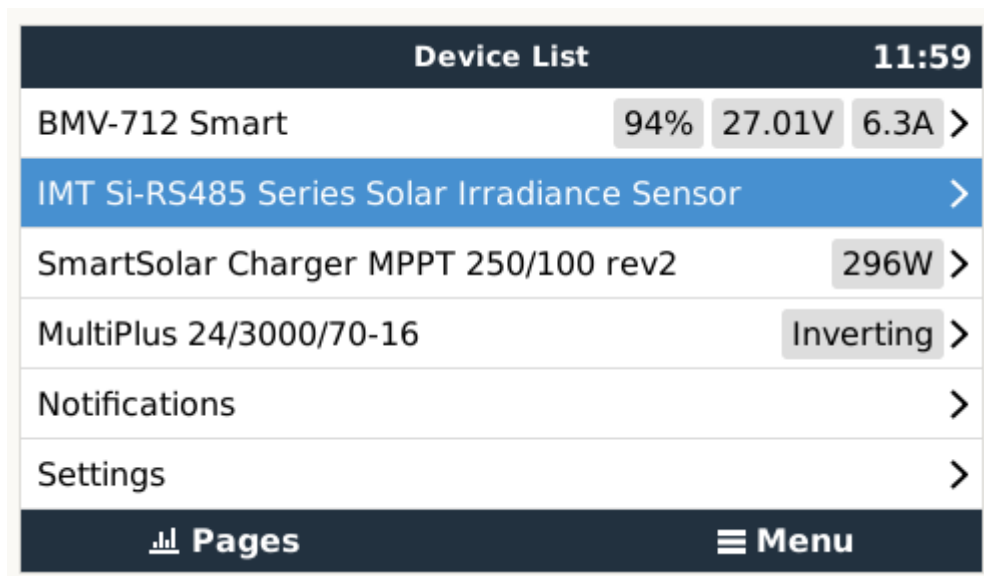 Device List 11:59
BMV-712 Smart 94% 27.01V 6.3A
IMT Si-RS485 Series Solar Irradiance Sensor
SmartSolar Charger MPPT 250/100 rev2 296W
MultiPlus 24/3000/70-16 Inverting
Notifications
Settings
Pages Menu